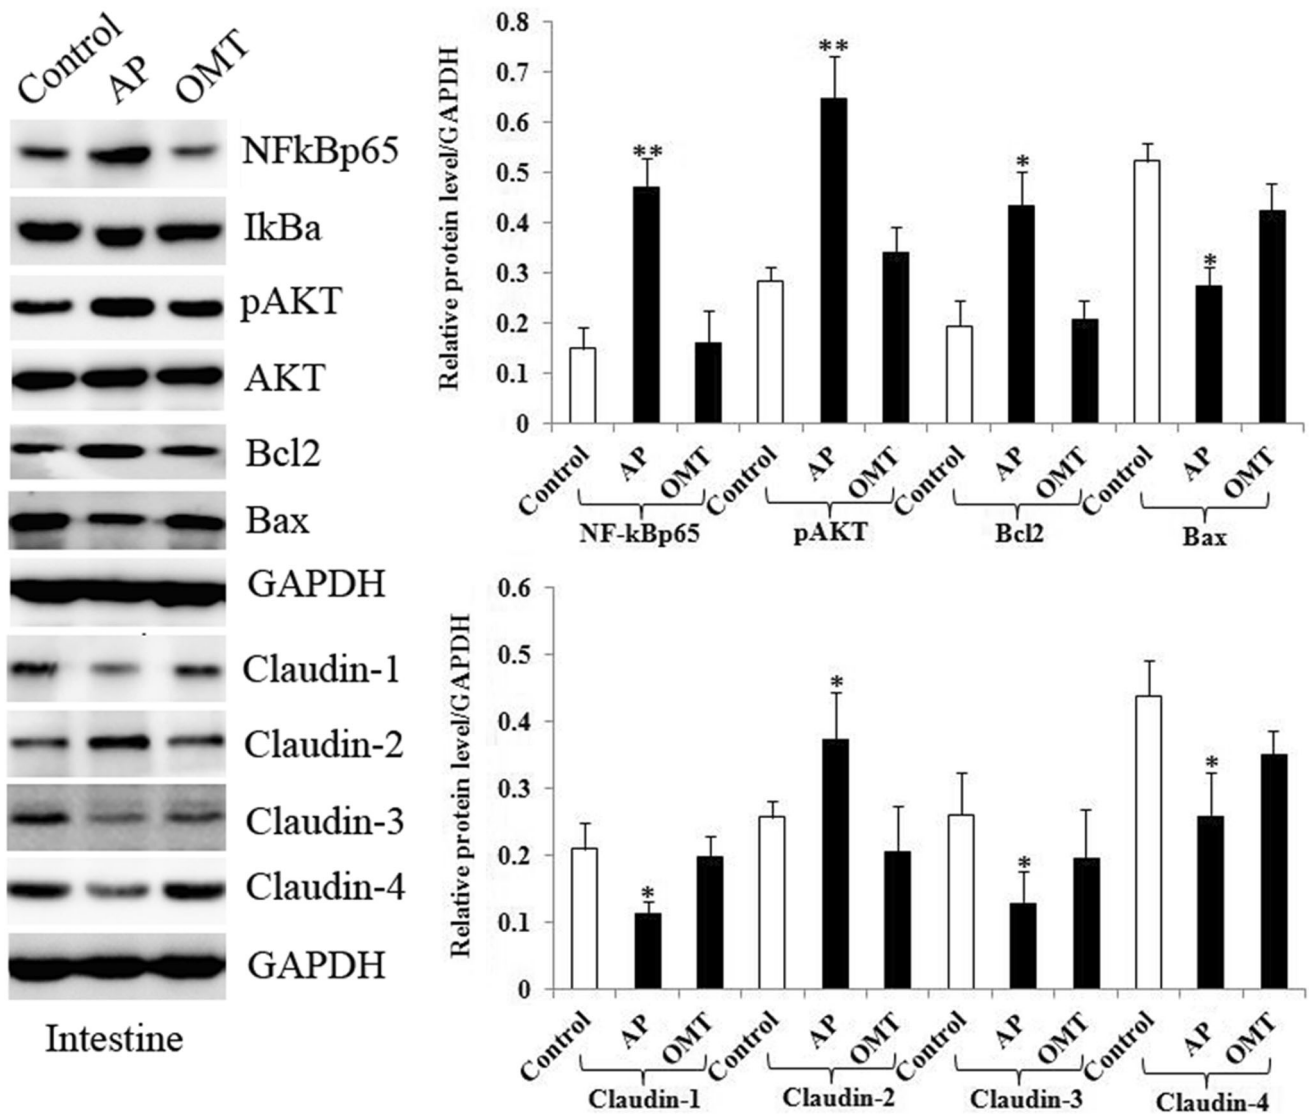 Control AP OMT
NFkBp65
IkBa
pAKT
AKT
Bcl2
Bax
GAPDH
Claudin-1
Claudin-2
Claudin-3
Claudin-4
GAPDH
Intestine
Relative protein level/GAPDH
0.8
0.7
0.6
0.5
0.4
0.3
0.2
0.1
0
** ** * *
Control AP OMT Control AP OMT Control AP OMT Control AP OMT
NF-kBp65 pAKT Bcl2 Bax
Relative protein level/GAPDH
0.6
0.5
0.4
0.3
0.2
0.1
0
* * * *
Control AP OMT Control AP OMT Control AP OMT Control AP OMT
Claudin-1 Claudin-2 Claudin-3 Claudin-4